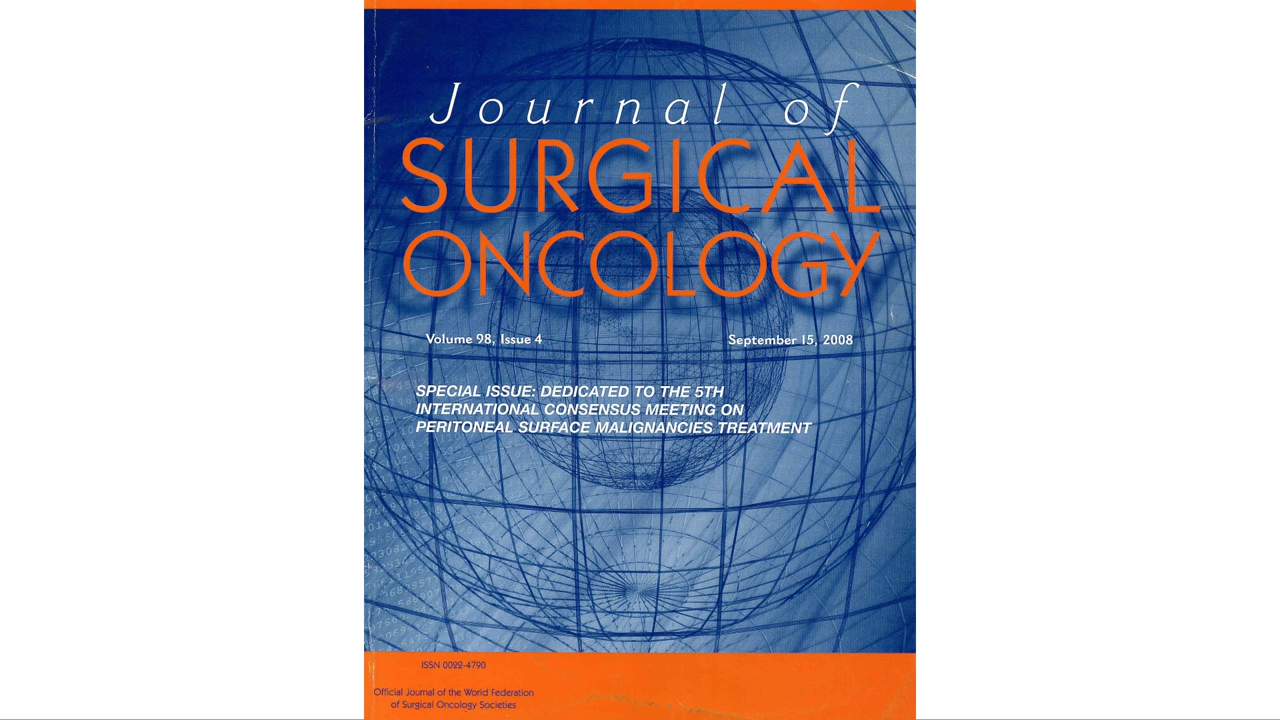 Journal of
SURGICAL
ONCOLOGY
Volume 98, Issue 4
September 15, 2008
SPECIAL ISSUE: DEDICATED TO THE 5TH
INTERNATIONAL CONSENSUS MEETING ON
PERITONEAL SURFACE MALIGNANCIES TREATMENT
ISSN 0022-4790
Official Journal of the World Federation
of Surgical Oncology Societies